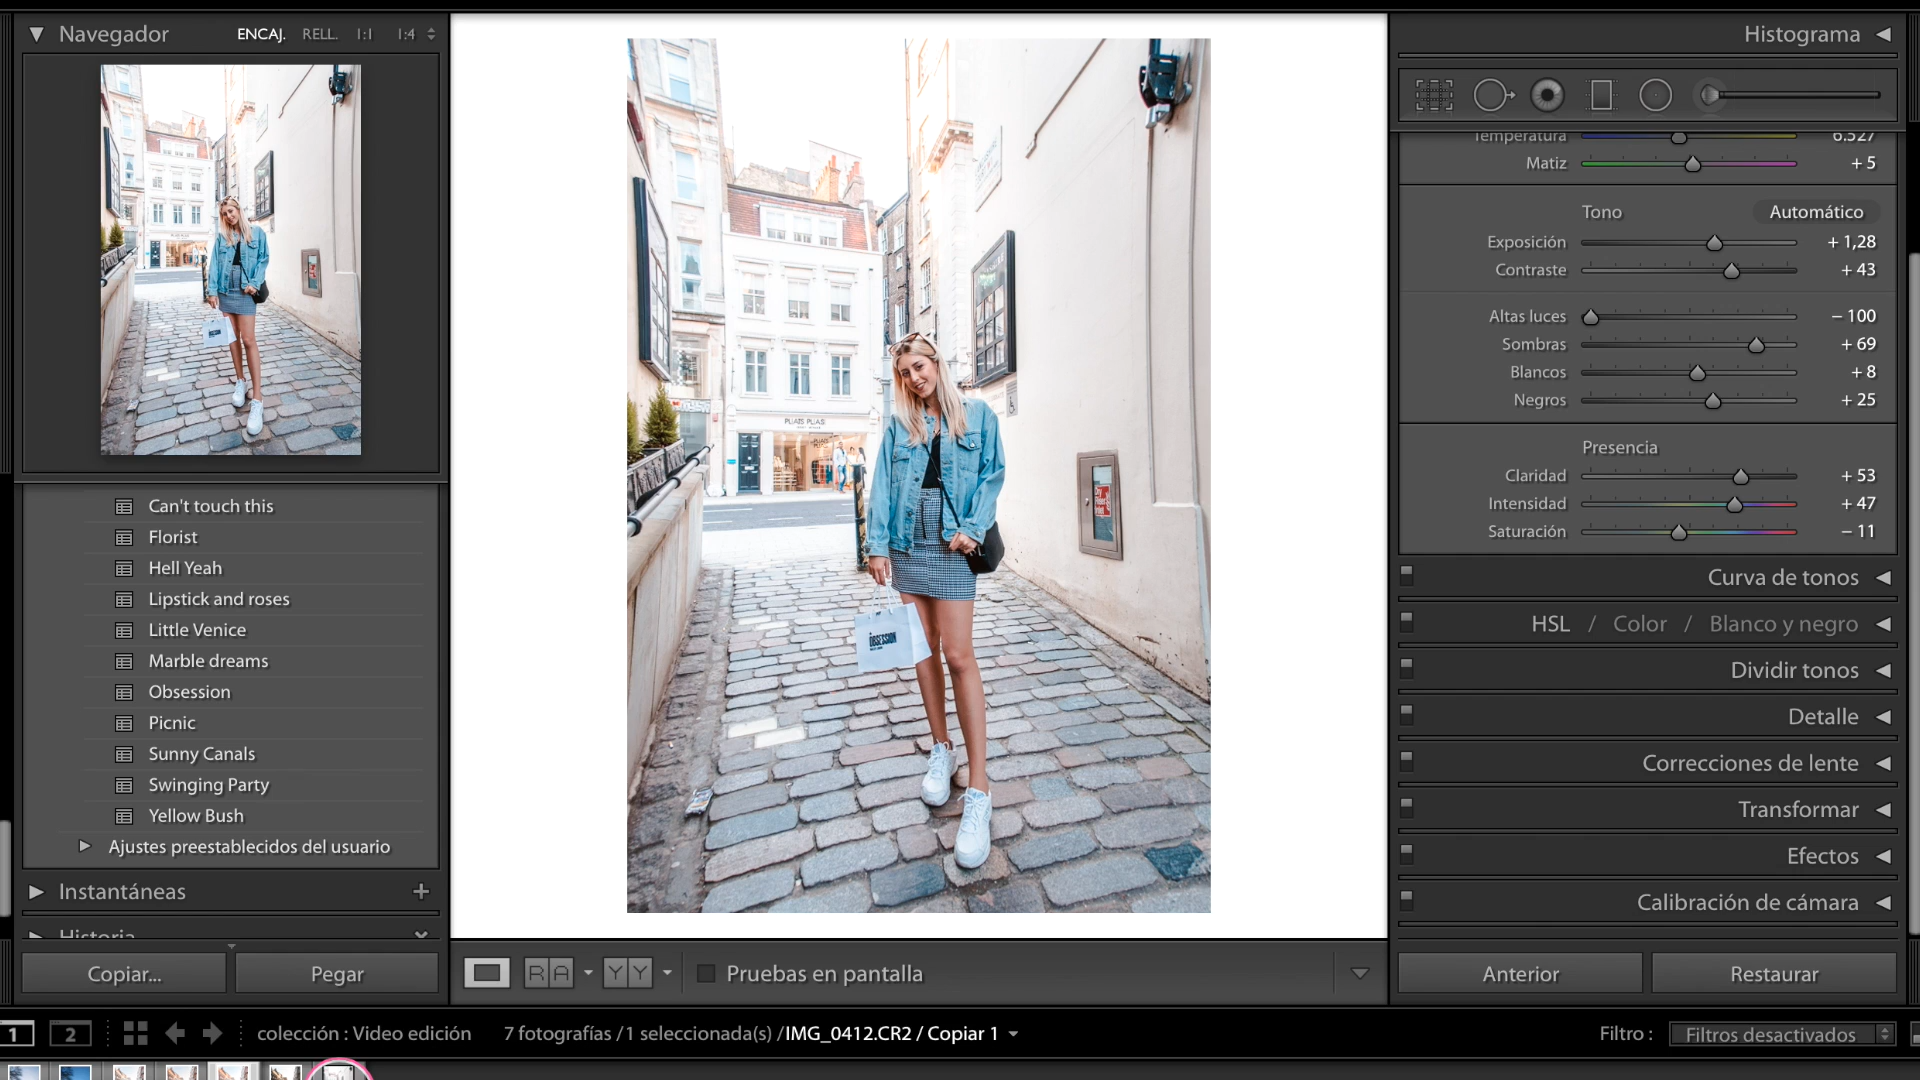 Navegador
ENCAJ. RELL. 1:1 1:4
Can't touch this
Florist
Hell Yeah
Lipstick and roses
Little Venice
Marble dreams
Obsession
Picnic
Sunny Canals
Swinging Party
Yellow Bush
Ajustes preestablecidos del usuario
Instantáneas
Historia
Copiar...
Pegar
OBSESSION
R A
Y Y
Pruebas en pantalla
Histograma
Temperatura 6.527
Matiz + 5
Tono Automático
Exposición + 1,28
Contraste + 43
Altas luces − 100
Sombras + 69
Blancos + 8
Negros + 25
Presencia
Claridad + 53
Intensidad + 47
Saturación − 11
Curva de tonos
HSL / Color / Blanco y negro
Dividir tonos
Detalle
Correcciones de lente
Transformar
Efectos
Calibración de cámara
Anterior
Restaurar
1 2
colección : Video edición
7 fotografías /1 seleccionada(s) /IMG_0412.CR2 / Copiar 1
Filtro : Filtros desactivados